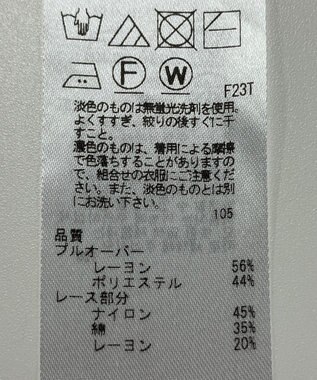 F W
F23T
淡色のものは無蛍光洗剤を使用。
よくすすぎ、絞りの後すぐに干
すこと。
濃色のものは、着用による摩擦
で色落ちすることがありますの
で、組合せの衣服にご注意くだ
さい。また、淡色のものとは別
にお洗い下さい。
105
品質
プルオーバー
レーヨン 56%
ポリエステル 44%
レース部分
ナイロン 45%
綿 35%
レーヨン 20%